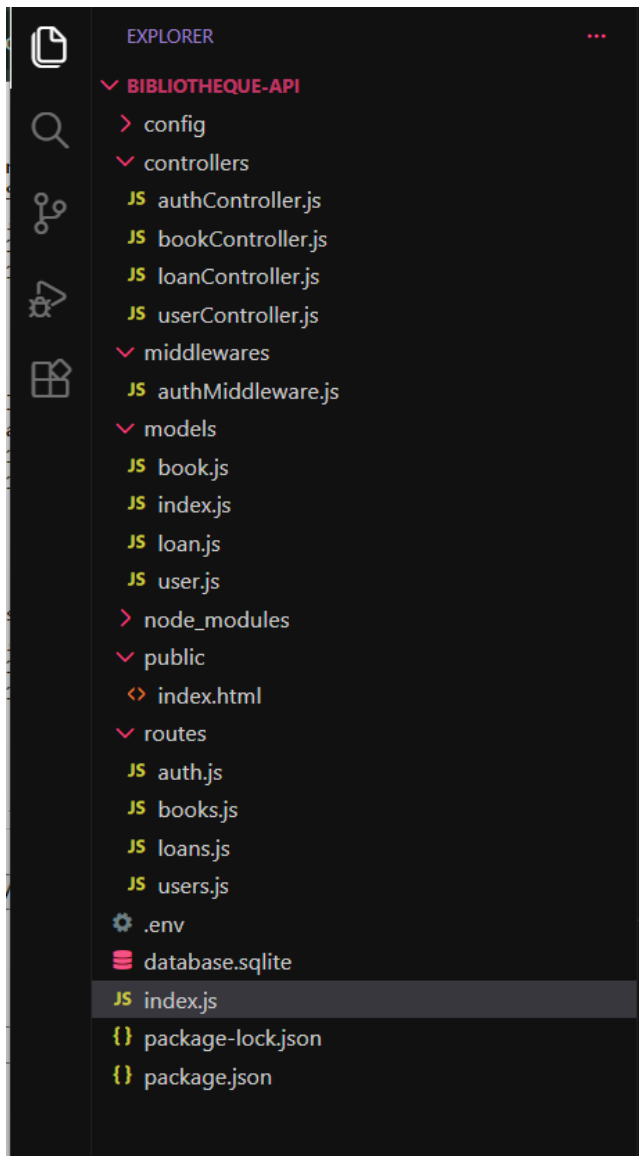 EXPLORER ...
BIBLIOTHEQUE-API
config
controllers
JS authController.js
JS bookController.js
JS loanController.js
JS userController.js
middlewares
JS authMiddleware.js
models
JS book.js
JS index.js
JS loan.js
JS user.js
node_modules
public
<> index.html
routes
JS auth.js
JS books.js
JS loans.js
JS users.js
.env
database.sqlite
JS index.js
{} package-lock.json
{} package.json